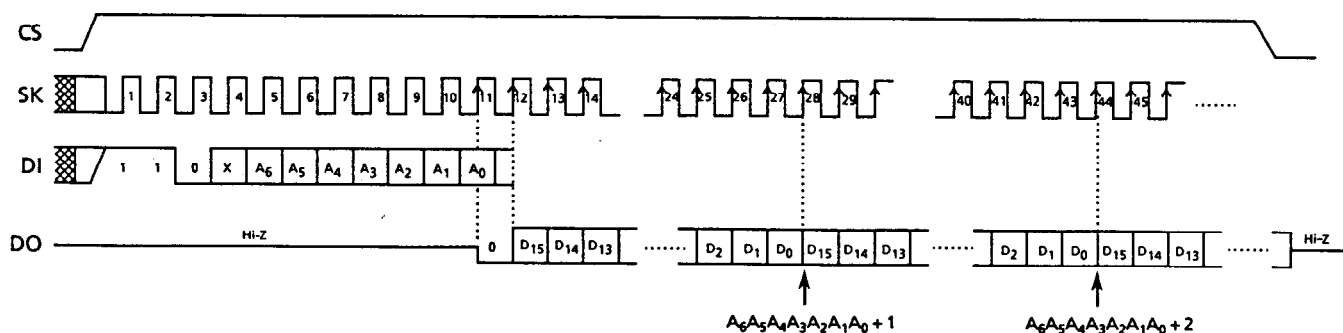 CS
SK 1 2 3 4 5 6 7 8 9 10 11 12 13 14 24 25 26 27 28 29 40 41 42 43 44 45 ........
DI 1 1 0 X A₆ A₅ A₄ A₃ A₂ A₁ A₀
DO Hi-Z 0 D₁₅ D₁₄ D₁₃ ........ D₂ D₁ D₀ D₁₅ D₁₄ D₁₃ ........ D₂ D₁ D₀ D₁₅ D₁₄ D₁₃ ........ Hi-Z
A₆A₅A₄A₃A₂A₁A₀ + 1 A₆A₅A₄A₃A₂A₁A₀ + 2